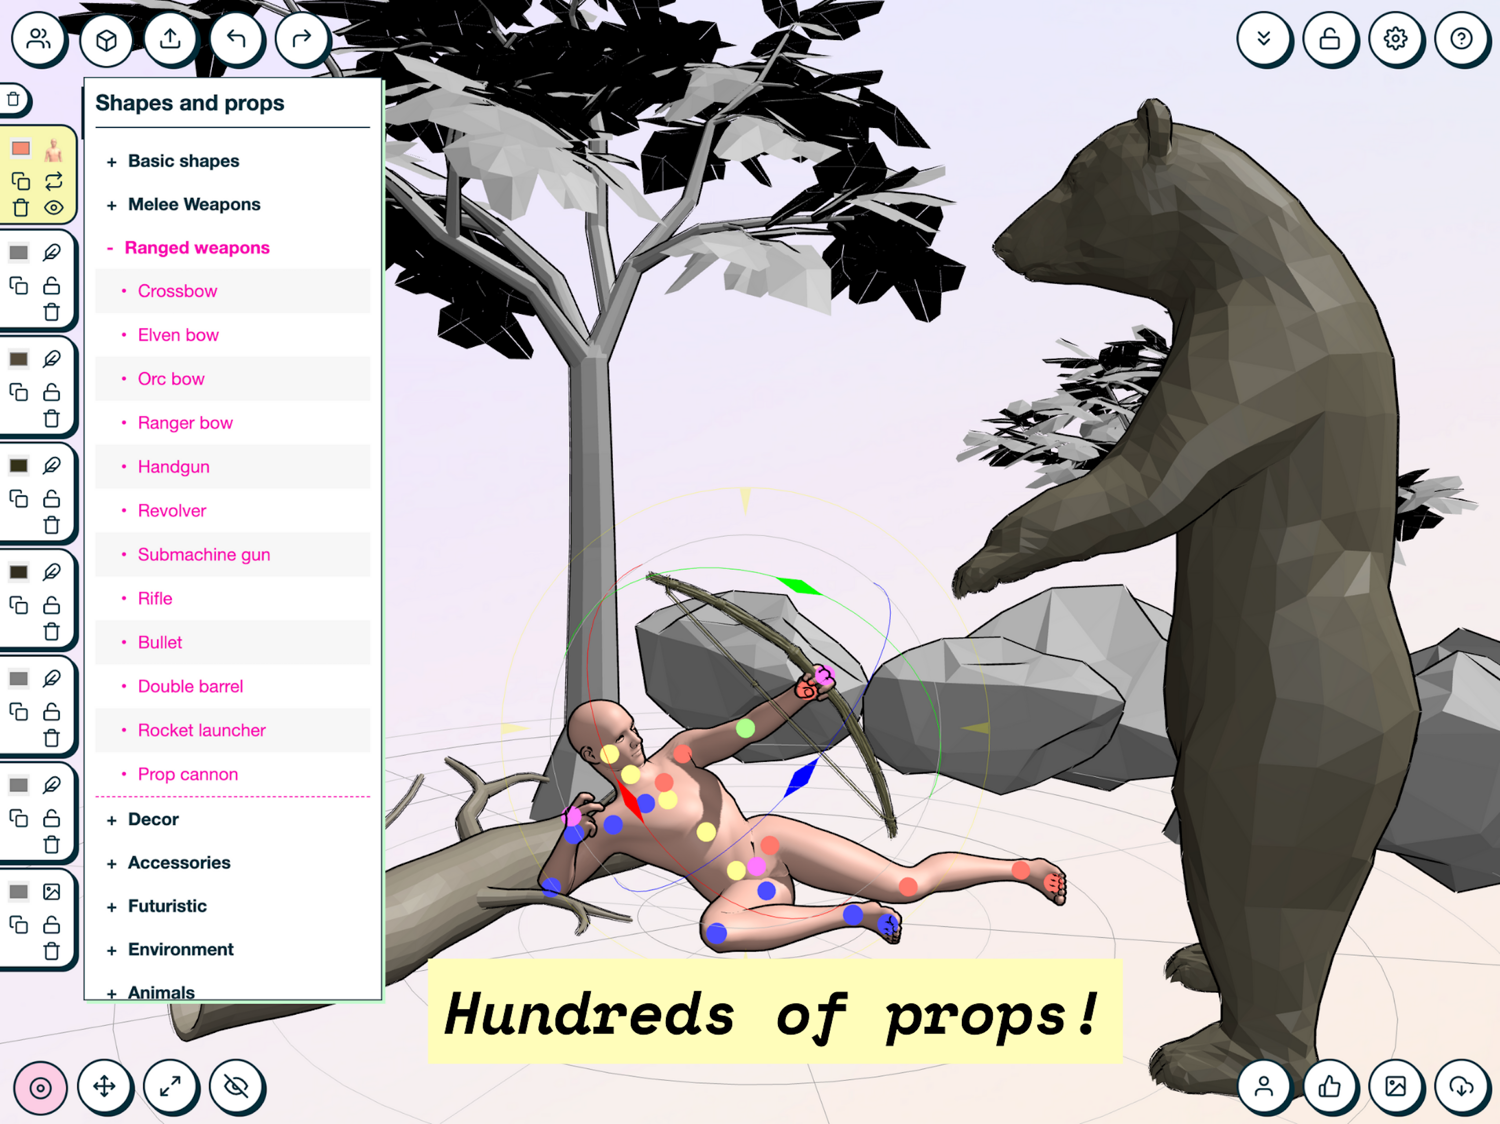 Shapes and props
+ Basic shapes
+ Melee Weapons
- Ranged weapons
• Crossbow
• Elven bow
• Orc bow
• Ranger bow
• Handgun
• Revolver
• Submachine gun
• Rifle
• Bullet
• Double barrel
• Rocket launcher
• Prop cannon
+ Decor
+ Accessories
+ Futuristic
+ Environment
+ Animals
Hundreds of props!